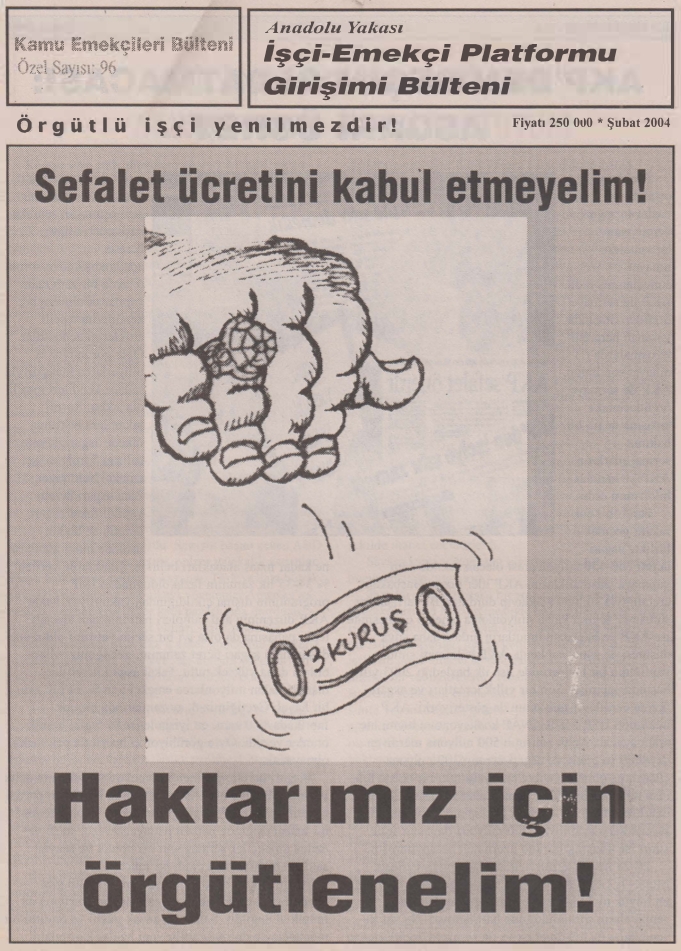 Kamu Emekçileri Bülteni
Özel Sayısı: 96
Anadolu Yakası
İşçi-Emekçi Platformu
Girişimi Bülteni
Örgütlü işçi yenilmezdir!
Fiyatı 250 000 * Şubat 2004
Sefalet ücretini kabul etmeyelim!
3 KURUŞ
Haklarımız için
örgütlenelim!